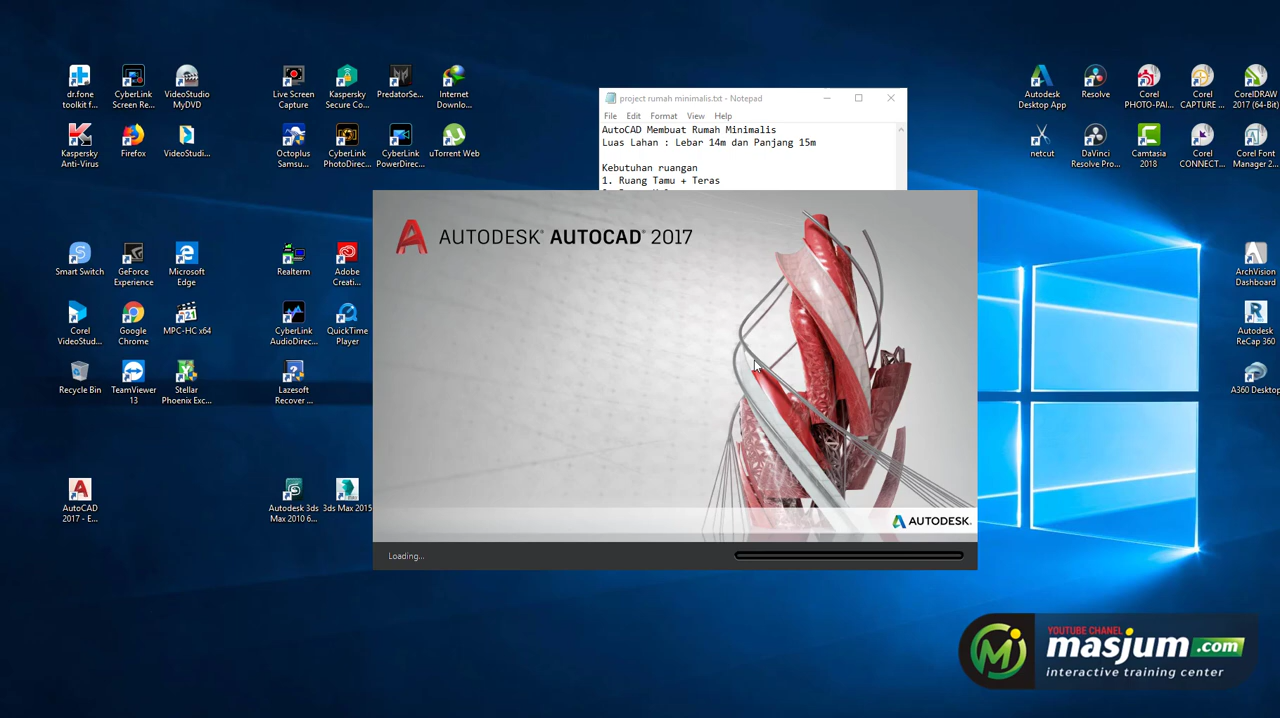 dr.fone
toolkit f...
CyberLink
Screen Re...
VideoStudio
MyDVD
Live Screen
Capture
Kaspersky
Secure Co...
PredatorSe...
Internet
Downlo...
Kaspersky
Anti-Virus
Firefox
VideoStudi...
Octoplus
Samsu...
CyberLink
PhotoDirec...
CyberLink
PowerDirec...
uTorrent Web
project rumah minimalis.txt - Notepad
File Edit Format View Help
AutoCAD Membuat Rumah Minimalis
Luas Lahan : Lebar 14m dan Panjang 15m
Kebutuhan ruangan
1. Ruang Tamu + Teras
Autodesk
Desktop App
Resolve
Corel
PHOTO-PAI...
Corel
CAPTURE ...
CorelDRAW
2017 (64-Bit)
netcut
DaVinci
Resolve Pro...
Camtasia
2018
Corel
CONNECT...
Corel Font
Manager 2...
Smart Switch
GeForce
Experience
Microsoft
Edge
Realterm
Adobe
Creati...
Corel
VideoStud...
Google
Chrome
MPC-HC x64
CyberLink
AudioDirec...
QuickTime
Player
Recycle Bin
TeamViewer
13
Stellar
Phoenix Exc...
Lazesoft
Recover ...
AutoCAD
2017 - E...
Autodesk 3ds
Max 2010 6...
3ds Max 2015
AUTODESK® AUTOCAD® 2017
AUTODESK.
Loading...
ArchVision
Dashboard
Autodesk
ReCap 360
A360 Desktop
YOUTUBE CHANEL
masjum.com
interactive training center